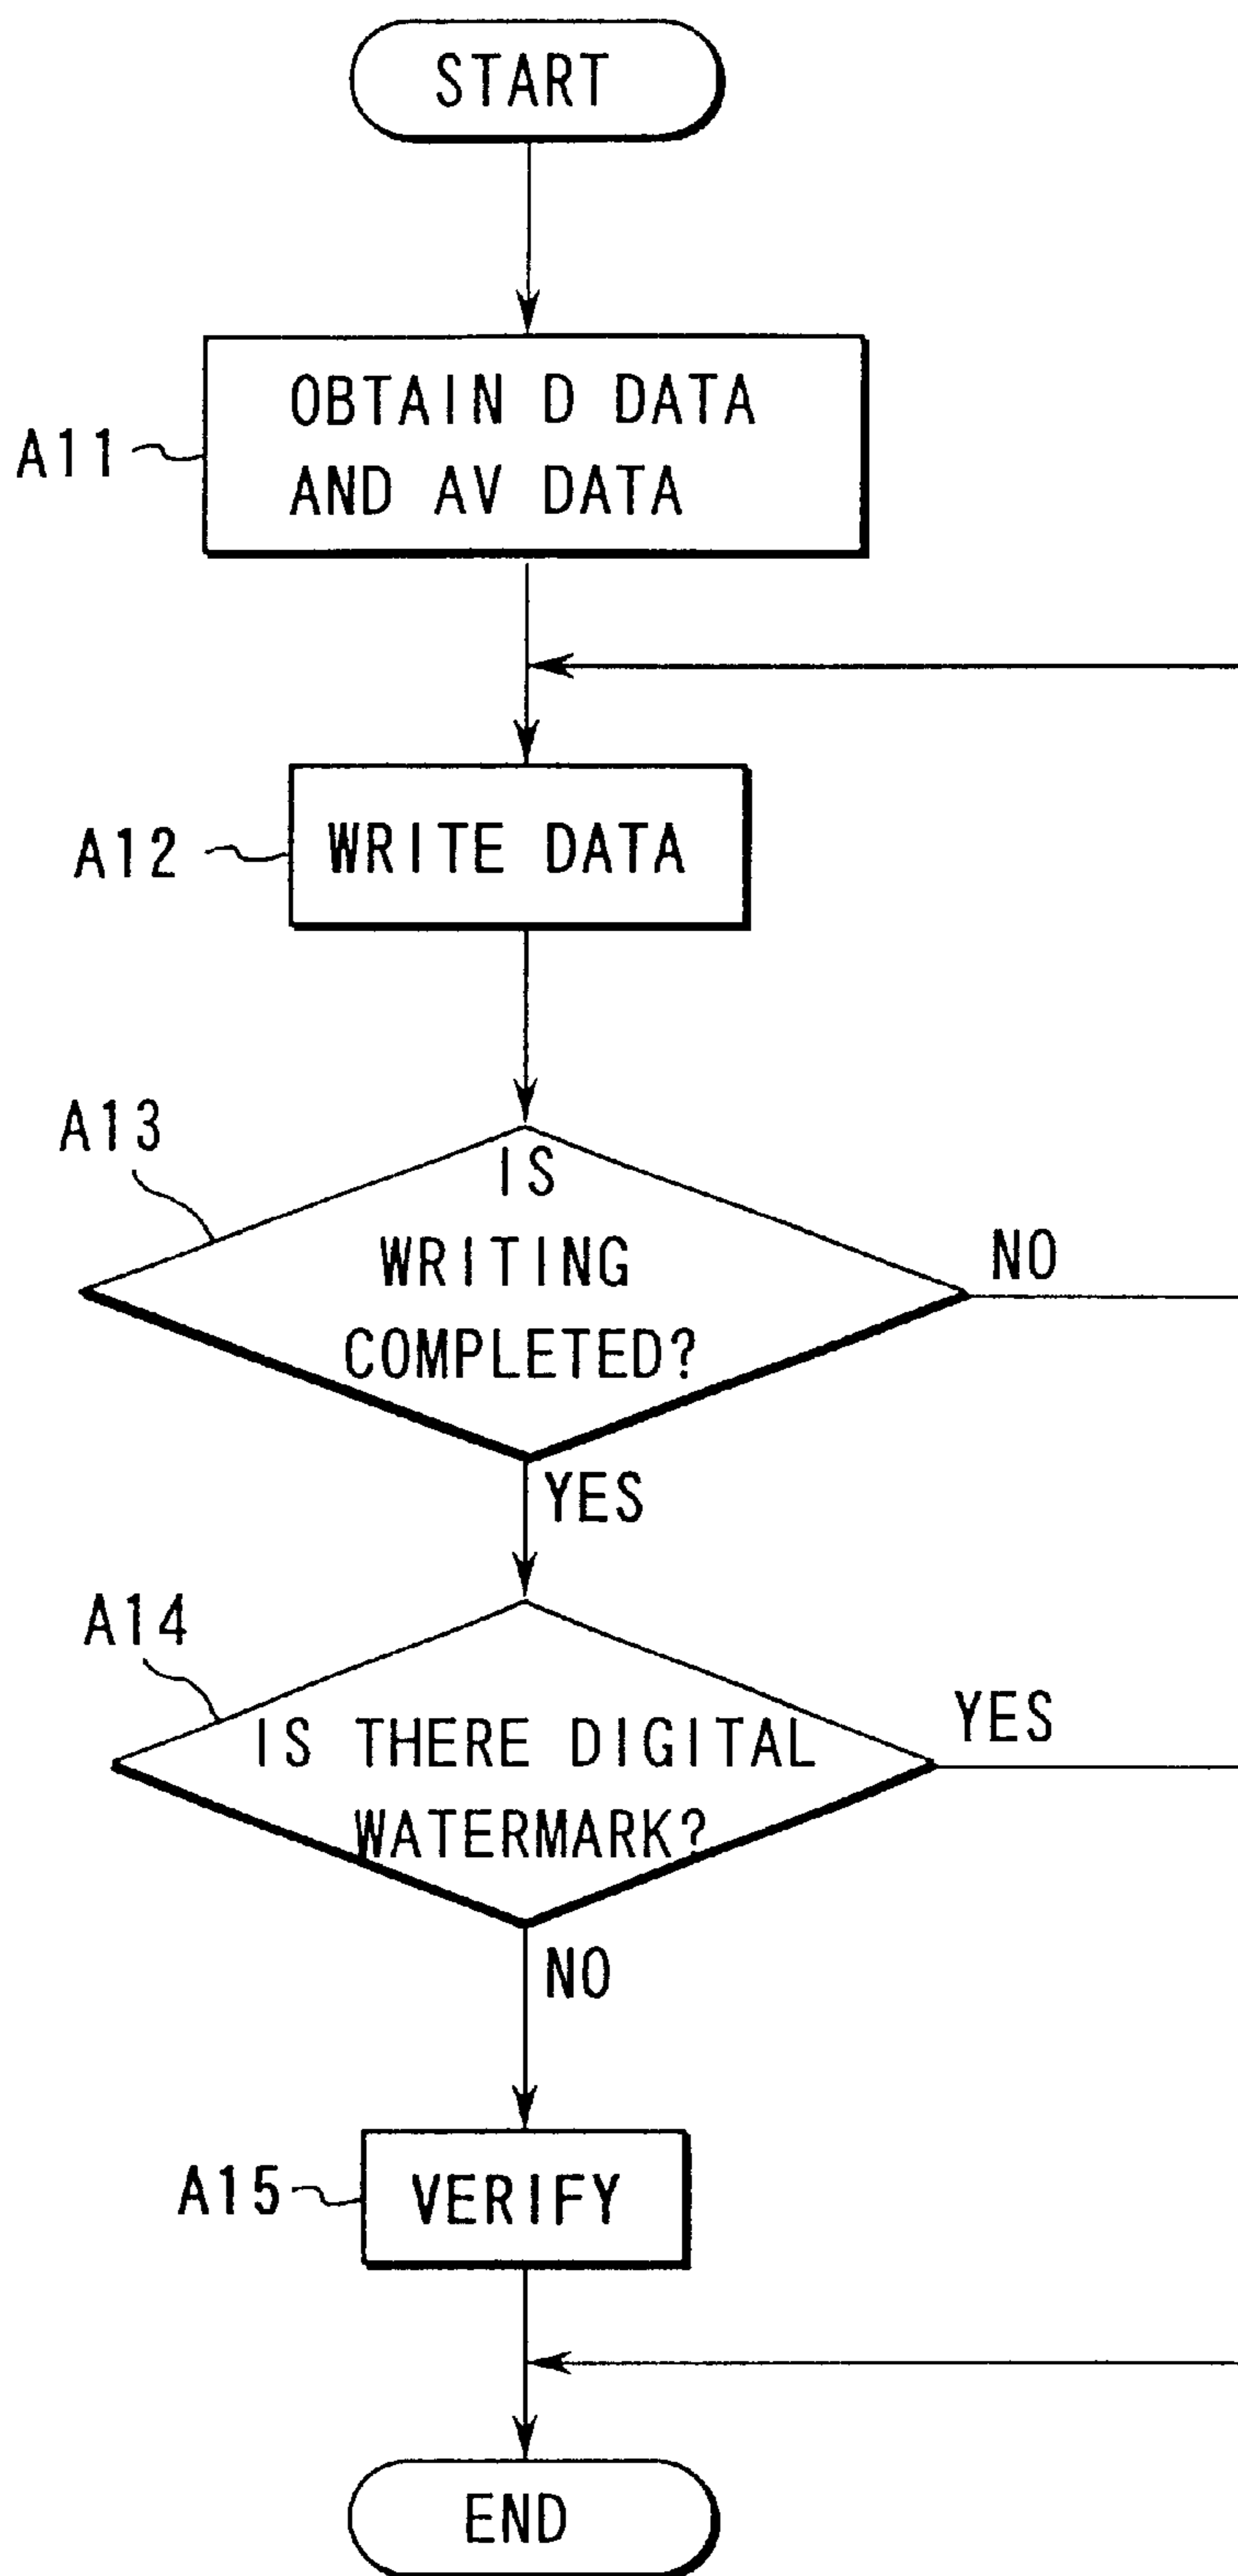 START
OBTAIN D DATA
AND AV DATA
A11
WRITE DATA
A12
A13
IS
WRITING
COMPLETED?
NO
YES
A14
IS THERE DIGITAL
WATERMARK?
YES
NO
A15
VERIFY
END